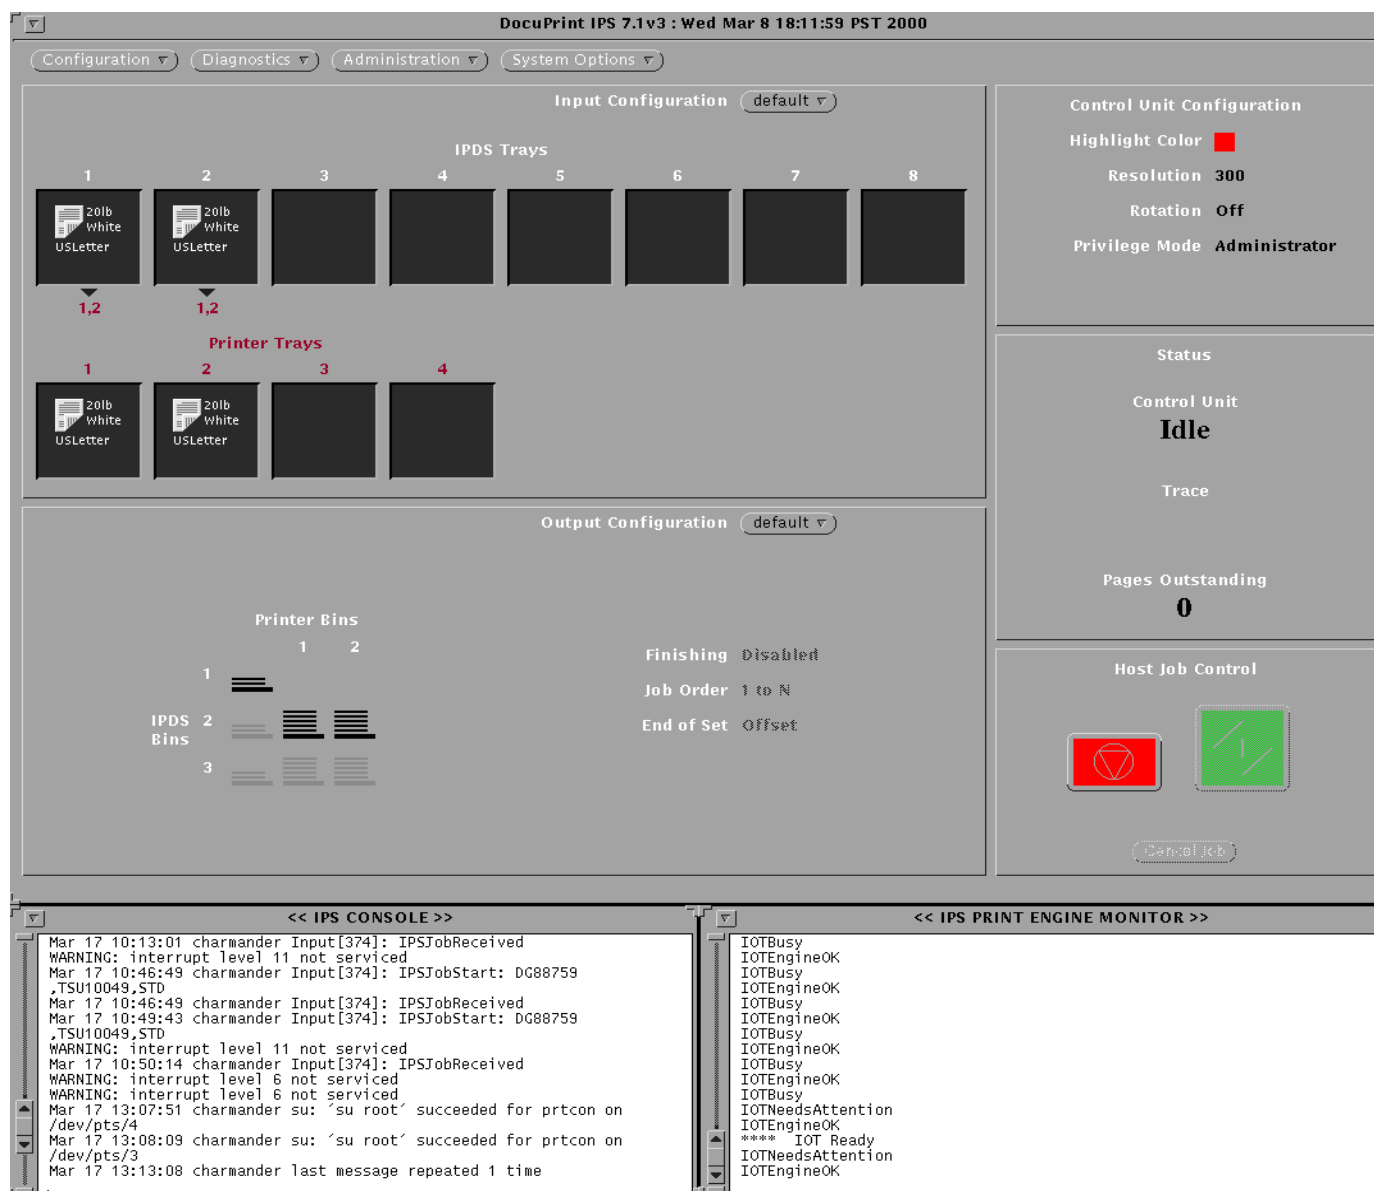 DocuPrint IPS 7.1v3 : Wed Mar 8 18:11:59 PST 2000
Configuration Diagnostics Administration System Options
Input Configuration default
IPDS Trays
1 2 3 4 5 6 7 8
20lb White USLetter
20lb White USLetter
1,2 1,2
Printer Trays
1 2 3 4
20lb White USLetter
20lb White USLetter
Control Unit Configuration
Highlight Color
Resolution 300
Rotation Off
Privilege Mode Administrator
Status
Control Unit
Idle
Trace
Pages Outstanding
0
Output Configuration default
Printer Bins
1 2
1
IPDS Bins 2
3
Finishing Disabled
Job Order 1 to N
End of Set Offset
Host Job Control
Cancel Job
<< IPS CONSOLE >>
Mar 17 10:13:01 charmander Input[374]: IPSJobReceived
WARNING: interrupt level 11 not serviced
Mar 17 10:46:49 charmander Input[374]: IPSJobStart: DG88759
,TSU10049,STD
Mar 17 10:46:49 charmander Input[374]: IPSJobReceived
Mar 17 10:49:43 charmander Input[374]: IPSJobStart: DG88759
,TSU10049,STD
WARNING: interrupt level 11 not serviced
Mar 17 10:50:14 charmander Input[374]: IPSJobReceived
WARNING: interrupt level 6 not serviced
WARNING: interrupt level 6 not serviced
Mar 17 13:07:51 charmander su: ´su root´ succeeded for prtcon on
/dev/pts/4
Mar 17 13:08:09 charmander su: ´su root´ succeeded for prtcon on
/dev/pts/3
Mar 17 13:13:08 charmander last message repeated 1 time
<< IPS PRINT ENGINE MONITOR >>
IOTBusy
IOTEngineOK
IOTBusy
IOTEngineOK
IOTBusy
IOTEngineOK
IOTBusy
IOTEngineOK
IOTBusy
IOTEngineOK
IOTBusy
IOTNeedsAttention
IOTEngineOK
**** IOT Ready
IOTNeedsAttention
IOTEngineOK